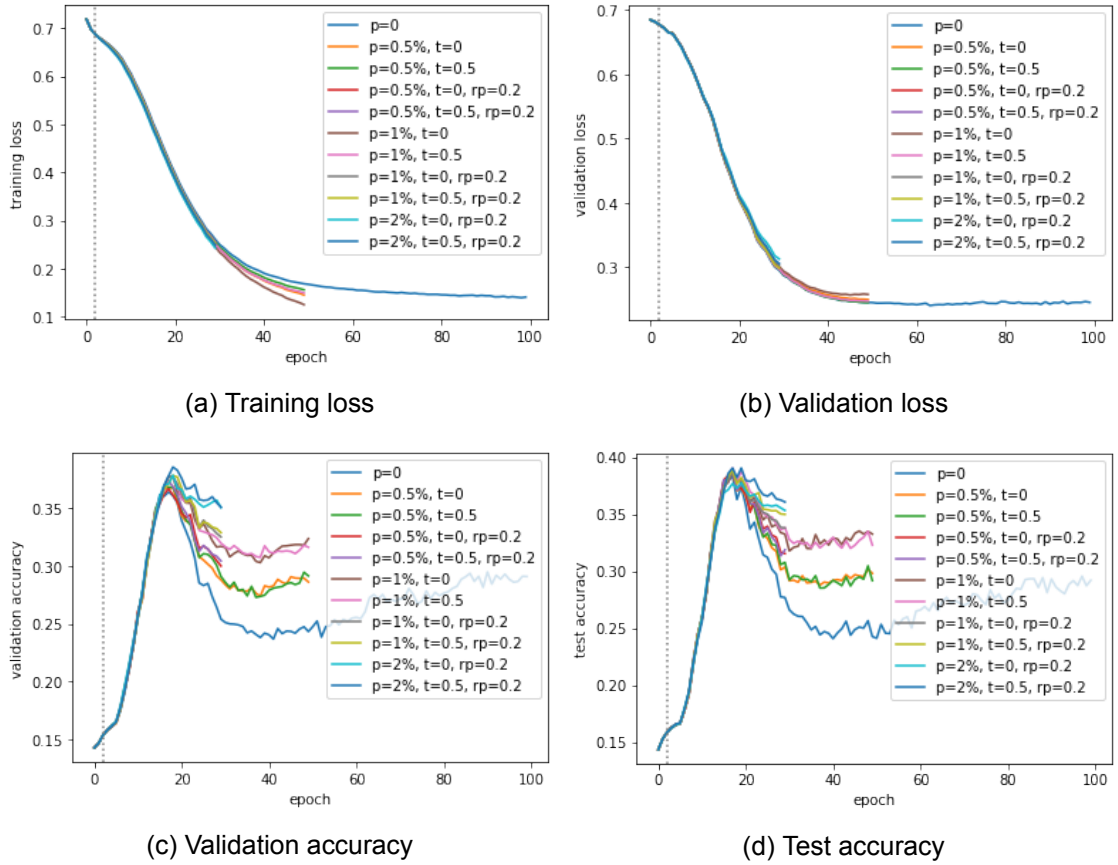 training loss
0.7
0.6
0.5
0.4
0.3
0.2
0.1
p=0
p=0.5%, t=0
p=0.5%, t=0.5
p=0.5%, t=0, rp=0.2
p=0.5%, t=0.5, rp=0.2
p=1%, t=0
p=1%, t=0.5
p=1%, t=0, rp=0.2
p=1%, t=0.5, rp=0.2
p=2%, t=0, rp=0.2
p=2%, t=0.5, rp=0.2
0 20 40 60 80 100
epoch
(a) Training loss
validation loss
0.7
0.6
0.5
0.4
0.3
p=0
p=0.5%, t=0
p=0.5%, t=0.5
p=0.5%, t=0, rp=0.2
p=0.5%, t=0.5, rp=0.2
p=1%, t=0
p=1%, t=0.5
p=1%, t=0, rp=0.2
p=1%, t=0.5, rp=0.2
p=2%, t=0, rp=0.2
p=2%, t=0.5, rp=0.2
0 20 40 60 80 100
epoch
(b) Validation loss
validation accuracy
0.35
0.30
0.25
0.20
0.15
p=0
p=0.5%, t=0
p=0.5%, t=0.5
p=0.5%, t=0, rp=0.2
p=0.5%, t=0.5, rp=0.2
p=1%, t=0
p=1%, t=0.5
p=1%, t=0, rp=0.2
p=1%, t=0.5, rp=0.2
p=2%, t=0, rp=0.2
p=2%, t=0.5, rp=0.2
0 20 40 60 80 100
epoch
(c) Validation accuracy
test accuracy
0.40
0.35
0.30
0.25
0.20
0.15
p=0
p=0.5%, t=0
p=0.5%, t=0.5
p=0.5%, t=0, rp=0.2
p=0.5%, t=0.5, rp=0.2
p=1%, t=0
p=1%, t=0.5
p=1%, t=0, rp=0.2
p=1%, t=0.5, rp=0.2
p=2%, t=0, rp=0.2
p=2%, t=0.5, rp=0.2
0 20 40 60 80 100
epoch
(d) Test accuracy